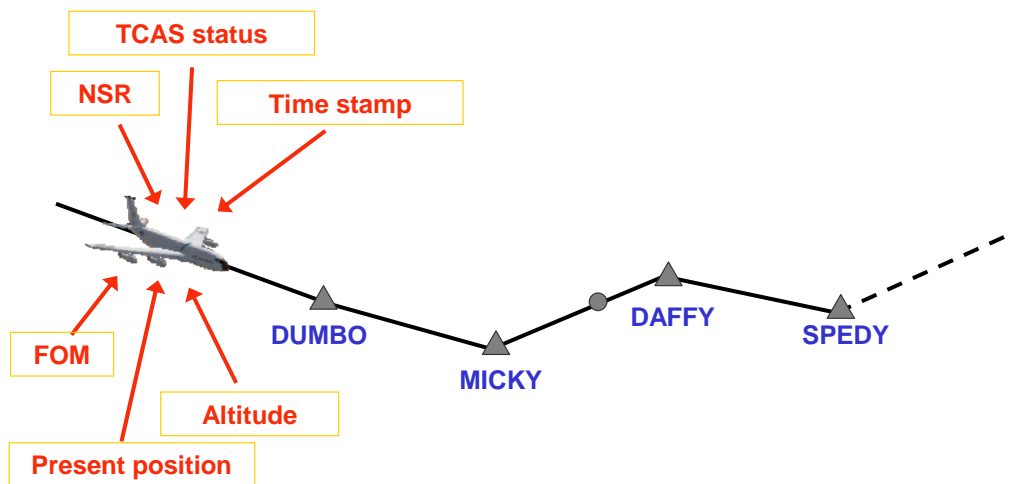 TCAS status
NSR
Time stamp
DUMBO
DAFFY
SPEDY
FOM
MICKY
Altitude
Present position